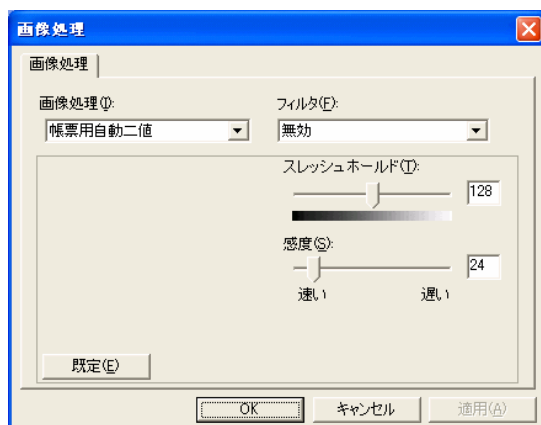 画像処理
画像処理
画像処理(I):
フィルタ(F):
帳票用自動二値
無効
スレッシュホールド(T):
128
感度(S):
24
速い
遅い
既定(E)
OK
キャンセル
適用(A)